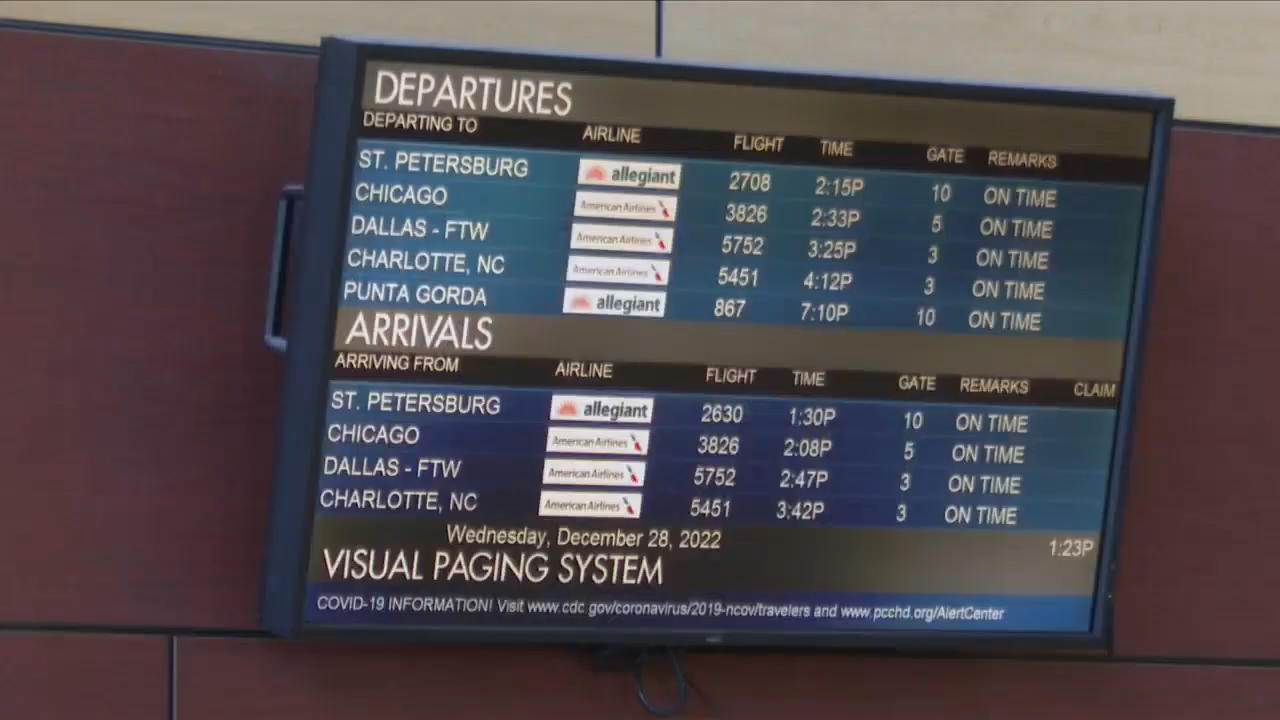 DEPARTURES
DEPARTING TO AIRLINE FLIGHT TIME GATE REMARKS
ST. PETERSBURG allegiant 2708 2:15P 10 ON TIME
CHICAGO American Airlines 3826 2:33P 5 ON TIME
DALLAS - FTW American Airlines 5752 3:25P 3 ON TIME
CHARLOTTE, NC American Airlines 5451 4:12P 3 ON TIME
PUNTA GORDA allegiant 867 7:10P 10 ON TIME
ARRIVALS
ARRIVING FROM AIRLINE FLIGHT TIME GATE REMARKS CLAIM
ST. PETERSBURG allegiant 2630 1:30P 10 ON TIME
CHICAGO American Airlines 3826 2:08P 5 ON TIME
DALLAS - FTW American Airlines 5752 2:47P 3 ON TIME
CHARLOTTE, NC American Airlines 5451 3:42P 3 ON TIME
Wednesday, December 28, 2022 1:23P
VISUAL PAGING SYSTEM
COVID-19 INFORMATION! Visit www.cdc.gov/coronavirus/2019-ncov/travelers and www.pcchd.org/AlertCenter